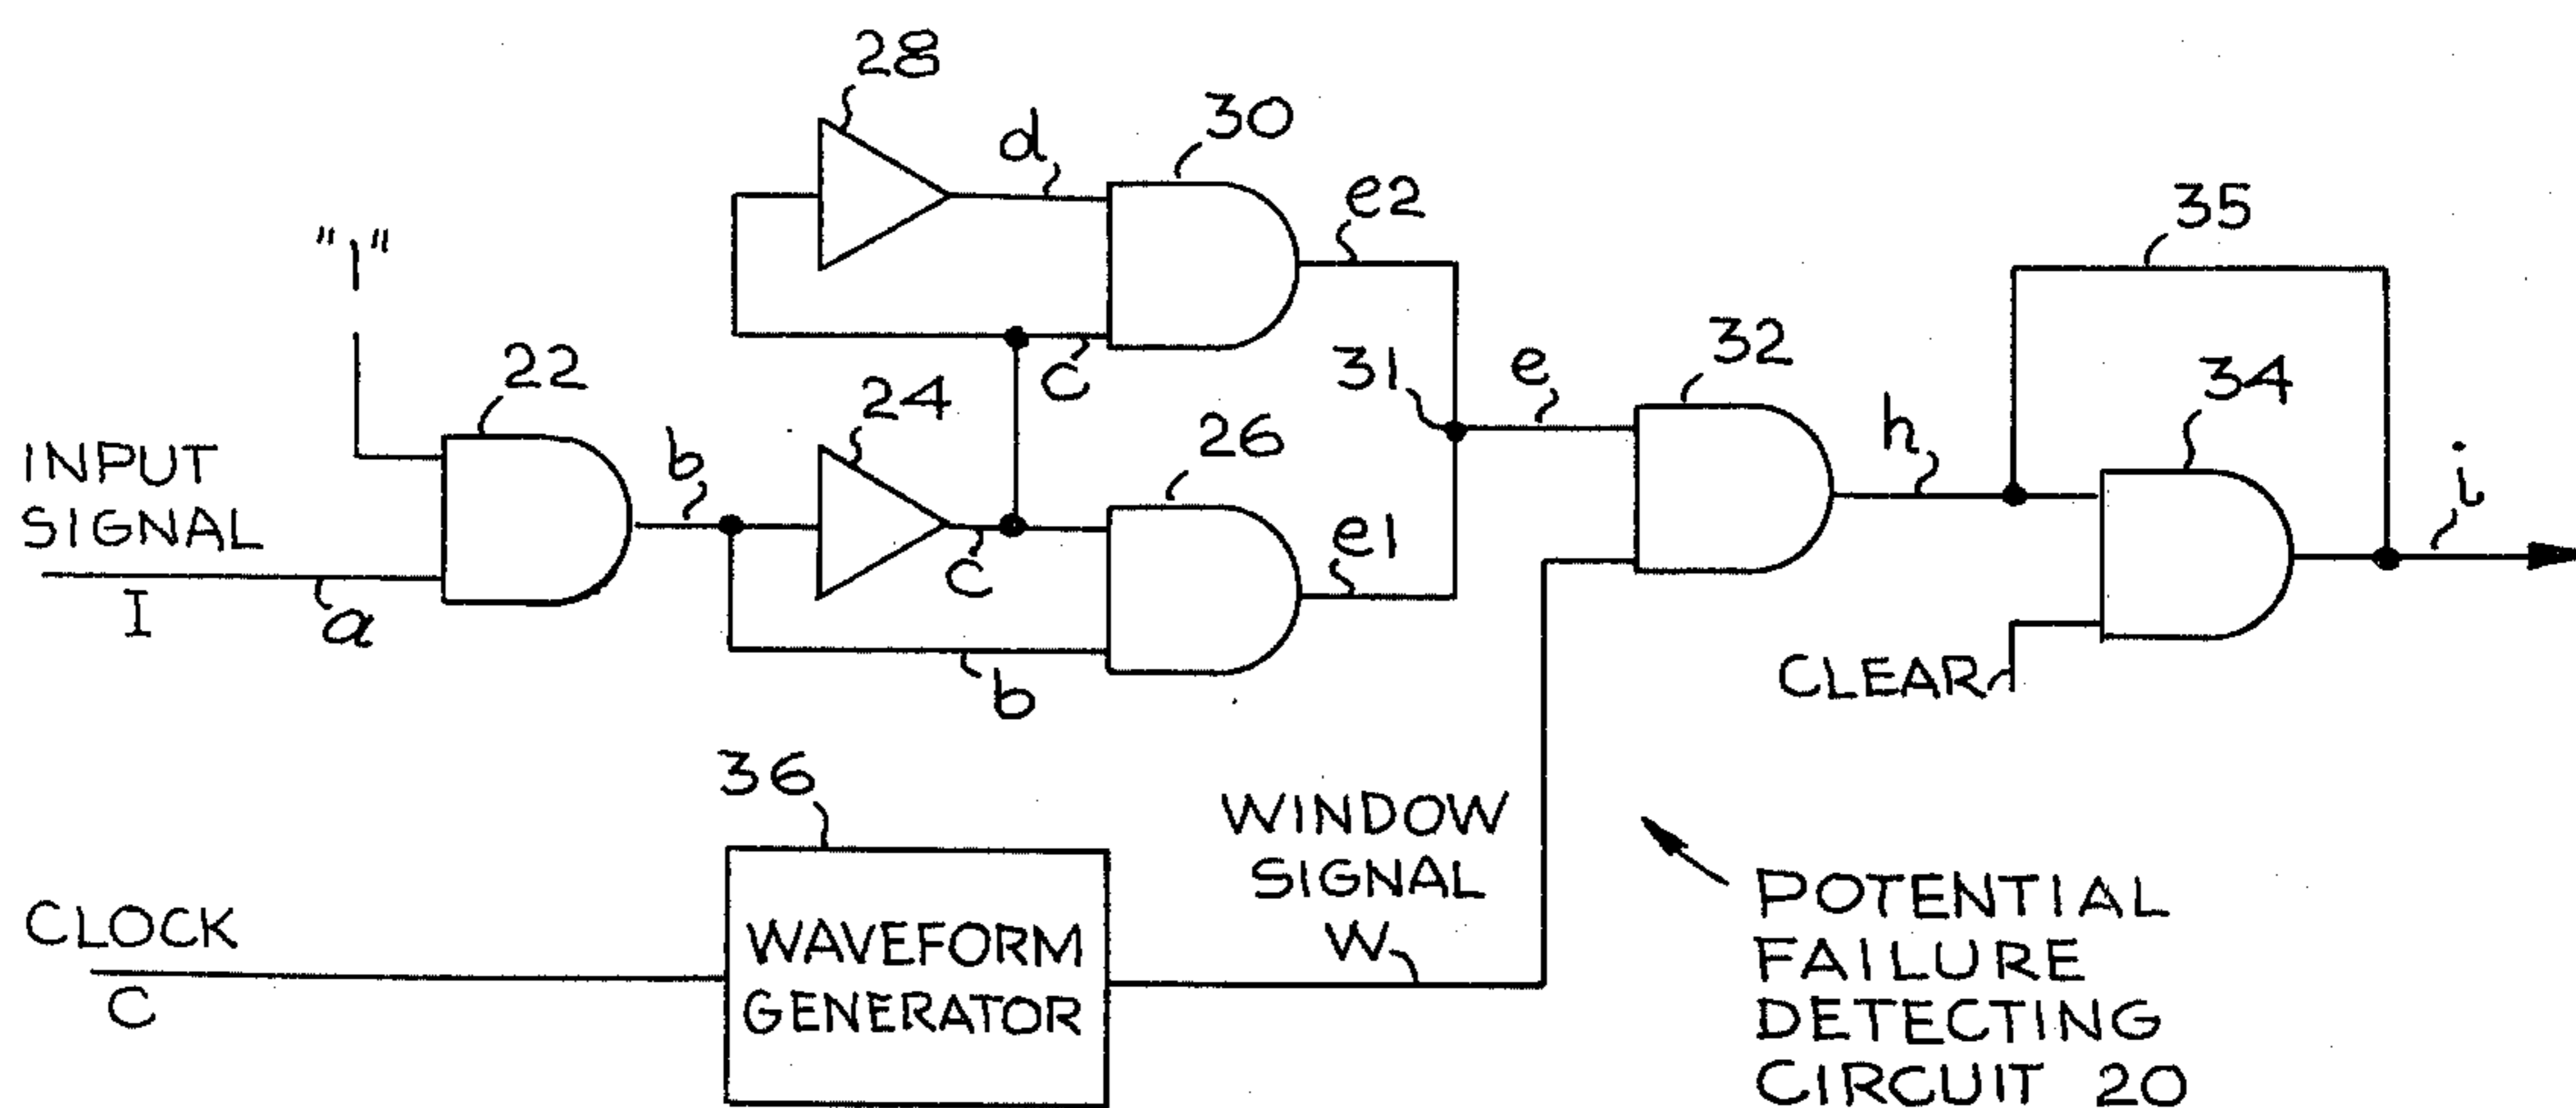 28
30
d
e2
"1"
35
22
24
c
31
e
32
34
INPUT
SIGNAL
b
26
h
i
I
a
c
e1
b
CLEAR
36
WINDOW
SIGNAL
W
CLOCK
C
WAVEFORM
GENERATOR
POTENTIAL
FAILURE
DETECTING
CIRCUIT 20